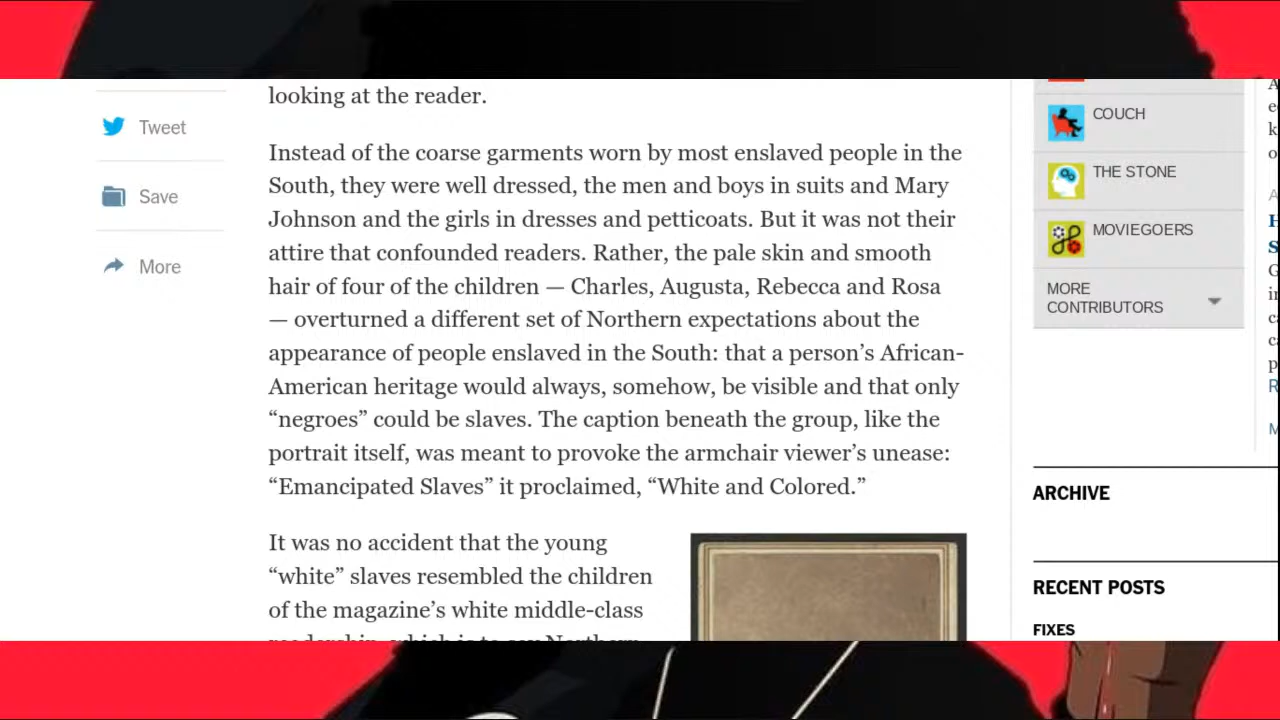 looking at the reader.
Tweet
Save
More
Instead of the coarse garments worn by most enslaved people in the
South, they were well dressed, the men and boys in suits and Mary
Johnson and the girls in dresses and petticoats. But it was not their
attire that confounded readers. Rather, the pale skin and smooth
hair of four of the children — Charles, Augusta, Rebecca and Rosa
— overturned a different set of Northern expectations about the
appearance of people enslaved in the South: that a person’s African-
American heritage would always, somehow, be visible and that only
“negroes” could be slaves. The caption beneath the group, like the
portrait itself, was meant to provoke the armchair viewer’s unease:
“Emancipated Slaves” it proclaimed, “White and Colored.”
It was no accident that the young
“white” slaves resembled the children
of the magazine’s white middle-class
readership, which is to say Northern
COUCH
THE STONE
MOVIEGOERS
MORE
CONTRIBUTORS
ARCHIVE
RECENT POSTS
FIXES